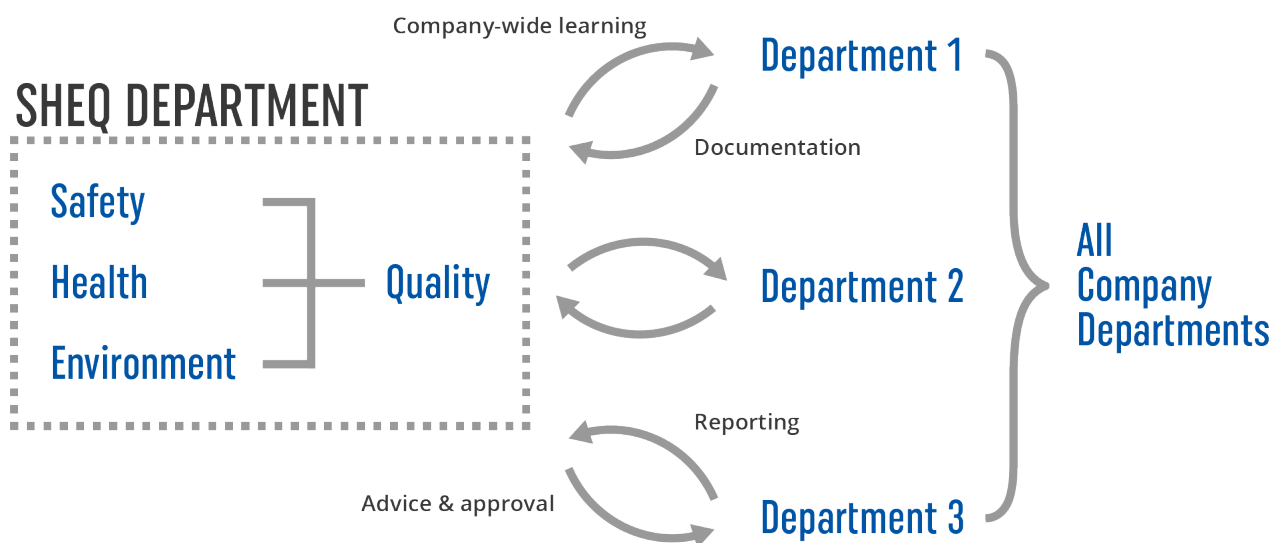 Company-wide learning
Department 1
SHEQ DEPARTMENT
Documentation
Safety
Health
Quality
Environment
Department 2
All
Company
Departments
Reporting
Advice & approval
Department 3